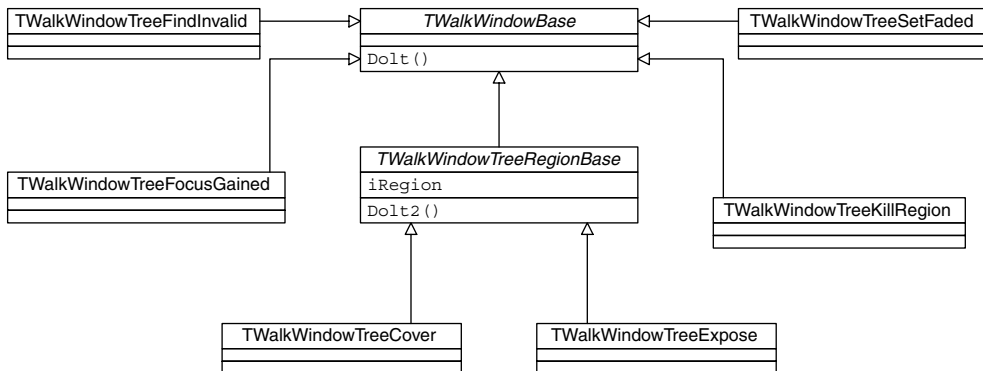 TWalkWindowTreeFindInvalid
TWalkWindowBase
TWalkWindowTreeSetFaded
DoIt()
TWalkWindowTreeRegionBase
TWalkWindowTreeFocusGained
iRegion
DoIt2()
TWalkWindowTreeKillRegion
TWalkWindowTreeCover
TWalkWindowTreeExpose